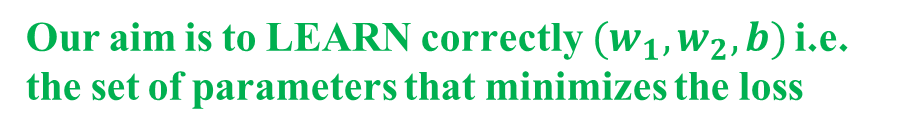 Our aim is to LEARN correctly (w₁, w₂, b) i.e.
the set of parameters that minimizes the loss